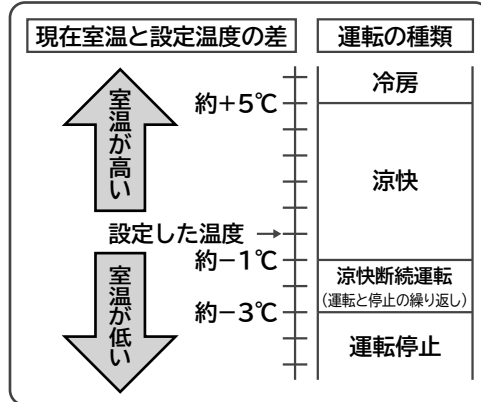 現在室温と設定温度の差
運転の種類
室温が高い
約+5℃
冷房
涼快
設定した温度 →
約−1℃
室温が低い
涼快断続運転
(運転と停止の繰り返し)
約−3℃
運転停止